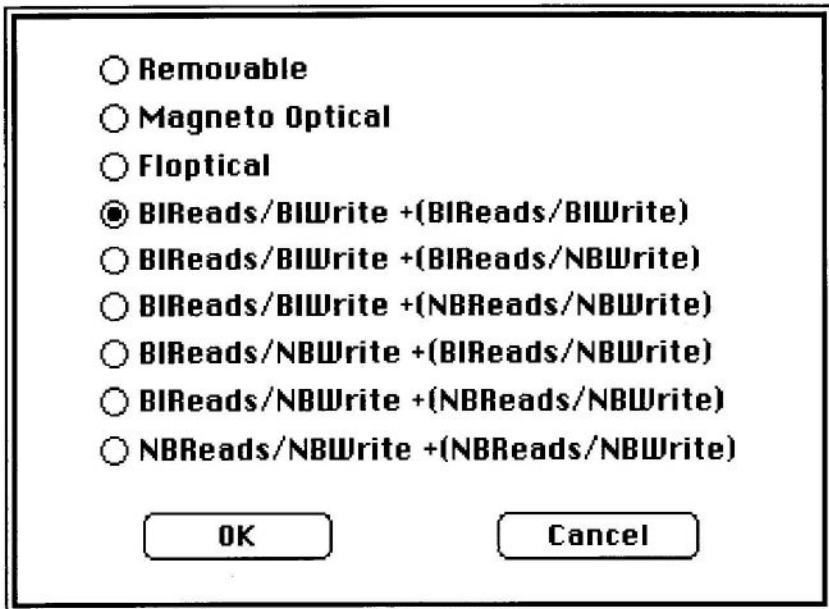 Removable
Magneto Optical
Floptical
BIReads/BIWrite +(BIReads/BIWrite)
BIReads/BIWrite +(BIReads/NBWrite)
BIReads/BIWrite +(NBReads/NBWrite)
BIReads/NBWrite +(BIReads/NBWrite)
BIReads/NBWrite +(NBReads/NBWrite)
NBReads/NBWrite +(NBReads/NBWrite)
OK Cancel